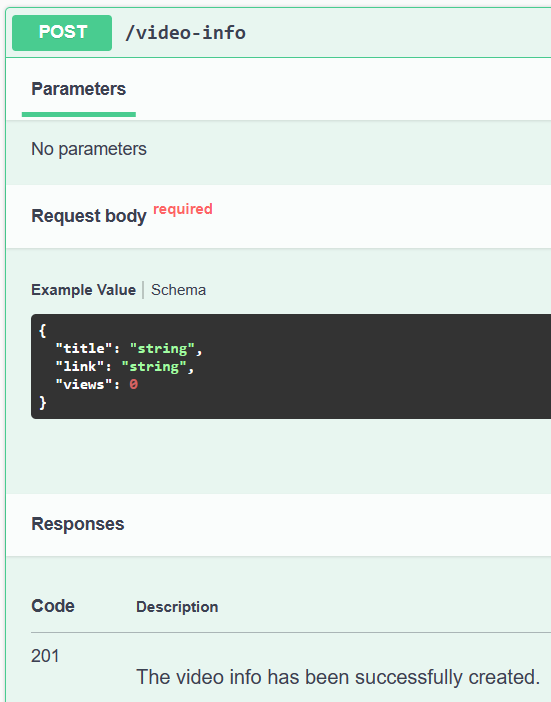 POST /video-info
Parameters
No parameters
Request body required
Example Value | Schema
{
  "title": "string",
  "link": "string",
  "views": 0
}
Responses
Code Description
201
The video info has been successfully created.